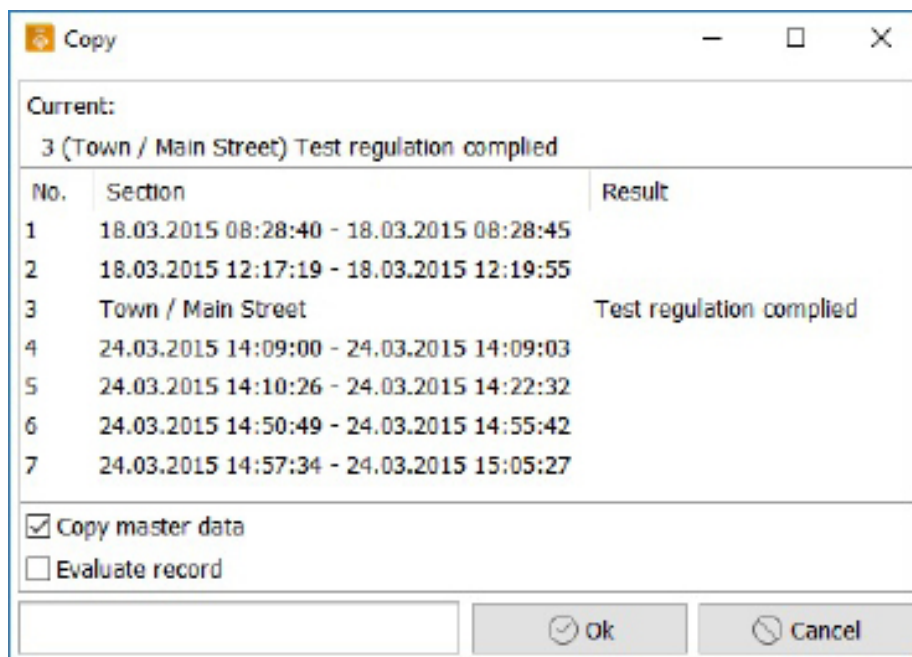 Copy
Current:
3 (Town / Main Street) Test regulation complied
No. Section Result
1 18.03.2015 08:28:40 - 18.03.2015 08:28:45
2 18.03.2015 12:17:19 - 18.03.2015 12:19:55
3 Town / Main Street Test regulation complied
4 24.03.2015 14:09:00 - 24.03.2015 14:09:03
5 24.03.2015 14:10:26 - 24.03.2015 14:22:32
6 24.03.2015 14:50:49 - 24.03.2015 14:55:42
7 24.03.2015 14:57:34 - 24.03.2015 15:05:27
Copy master data
Evaluate record
Ok Cancel